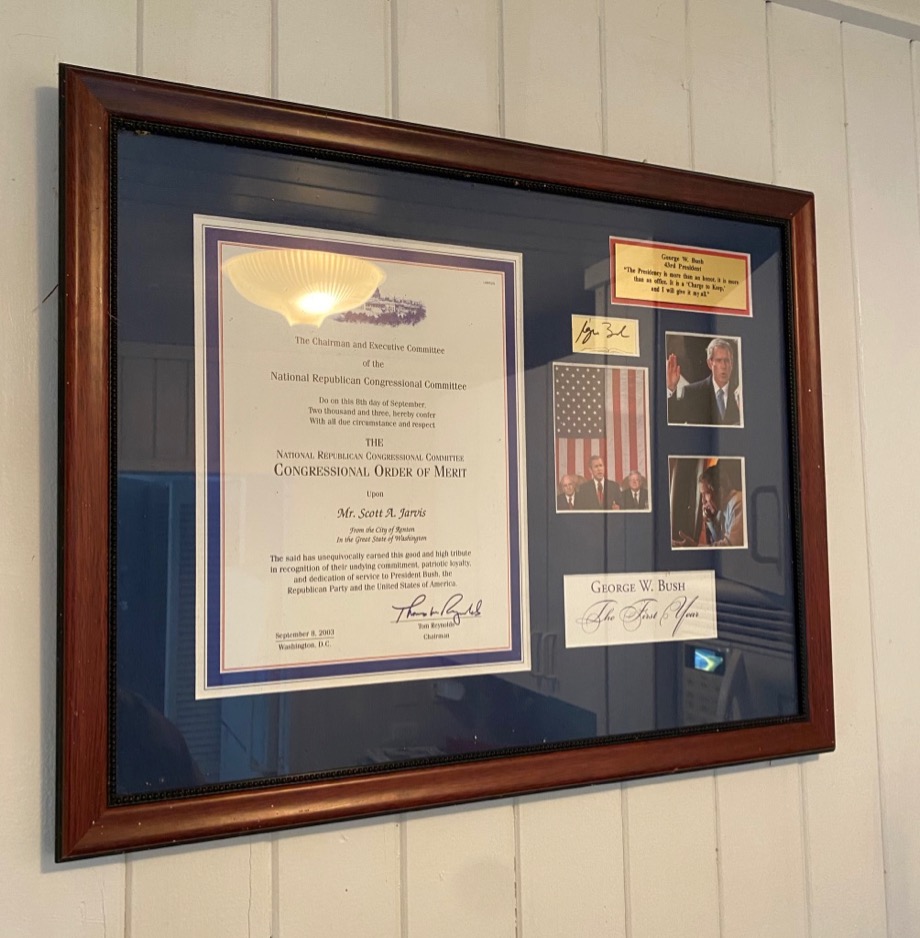 The Chairman and Executive Committee
of the
National Republican Congressional Committee
Do on this 8th day of September,
Two thousand and three, hereby confer
With all due circumstance and respect
THE
NATIONAL REPUBLICAN CONGRESSIONAL COMMITTEE
CONGRESSIONAL ORDER OF MERIT
Upon
Mr. Scott A. Jarvis
From the City of Renton
In the Great State of Washington
The said has unequivocally earned this good and high tribute
in recognition of their undying commitment, patriotic loyalty,
and dedication of service to President Bush, the
Republican Party and the United States of America.
Tom Reynolds
Chairman
September 8, 2003
Washington, D.C.
George W. Bush
43rd President
"The Presidency is more than an honor, it is more
than an office. It is a 'Charge to Keep,'
and I will give it my all."
GEORGE W. BUSH
The First Year